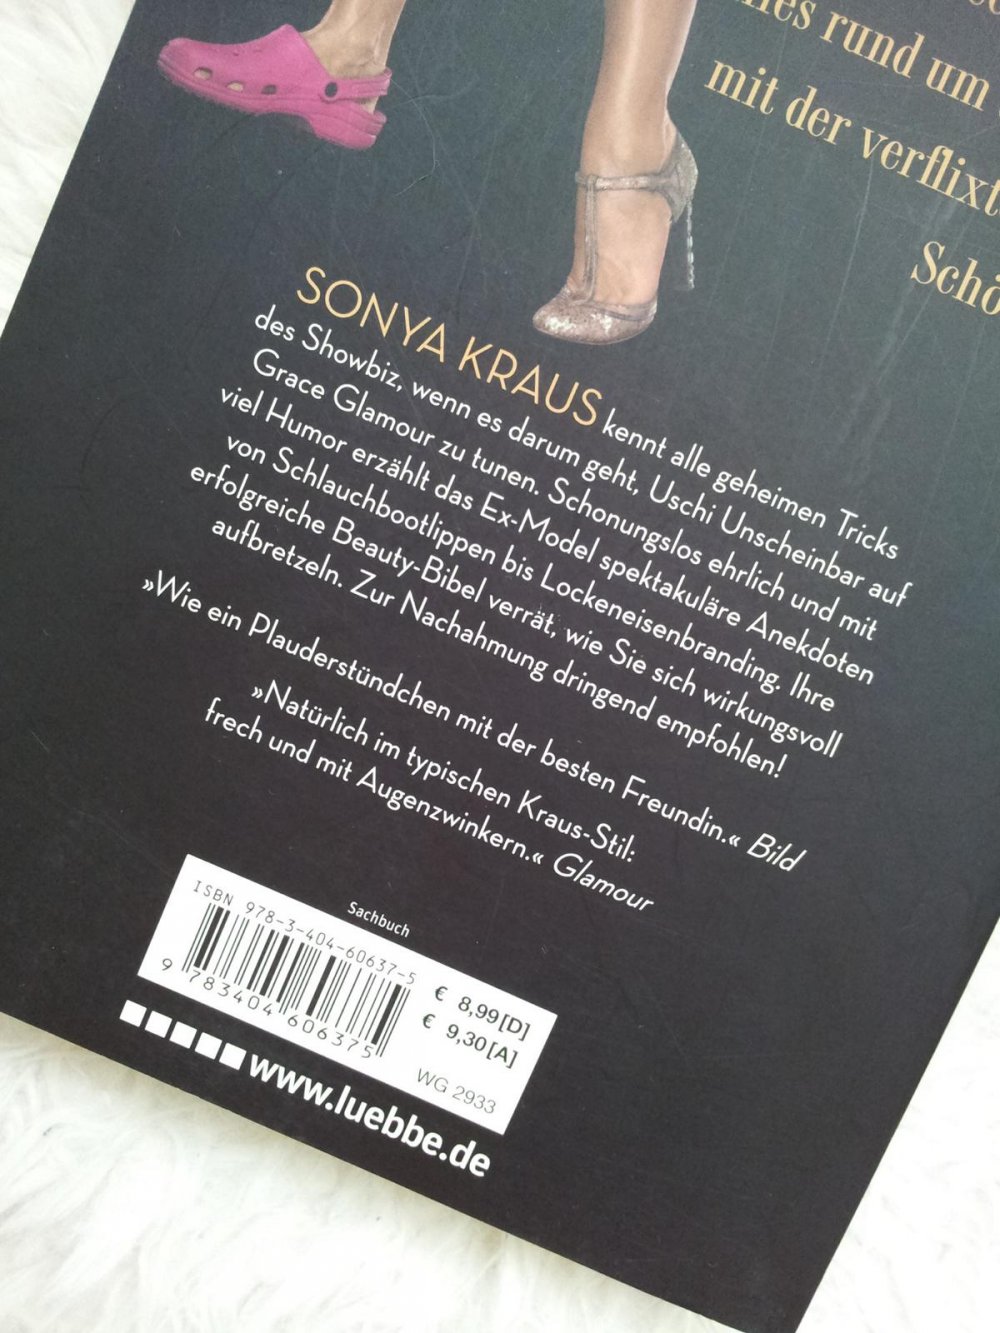 alles rund um
mit der verflixt
Schö
SONYA KRAUS kennt alle geheimen Tricks
des Showbiz, wenn es darum geht, Uschi Unscheinbar auf
Grace Glamour zu tunen. Schonungslos ehrlich und mit
viel Humor erzählt das Ex-Model spektakuläre Anekdoten
von Schlauchbootlippen bis Lockeneisenbranding. Ihre
erfolgreiche Beauty-Bibel verrät, wie Sie sich wirkungsvoll
aufbretzeln. Zur Nachahmung dringend empfohlen!
»Wie ein Plauderstündchen mit der besten Freundin.« Bild
»Natürlich im typischen Kraus-Stil:
frech und mit Augenzwinkern.« Glamour
Sachbuch
ISBN 978-3-404-60637-5
9 783404 606375
€ 8,99[D]
€ 9,30[A]
WG 2933
www.luebbe.de